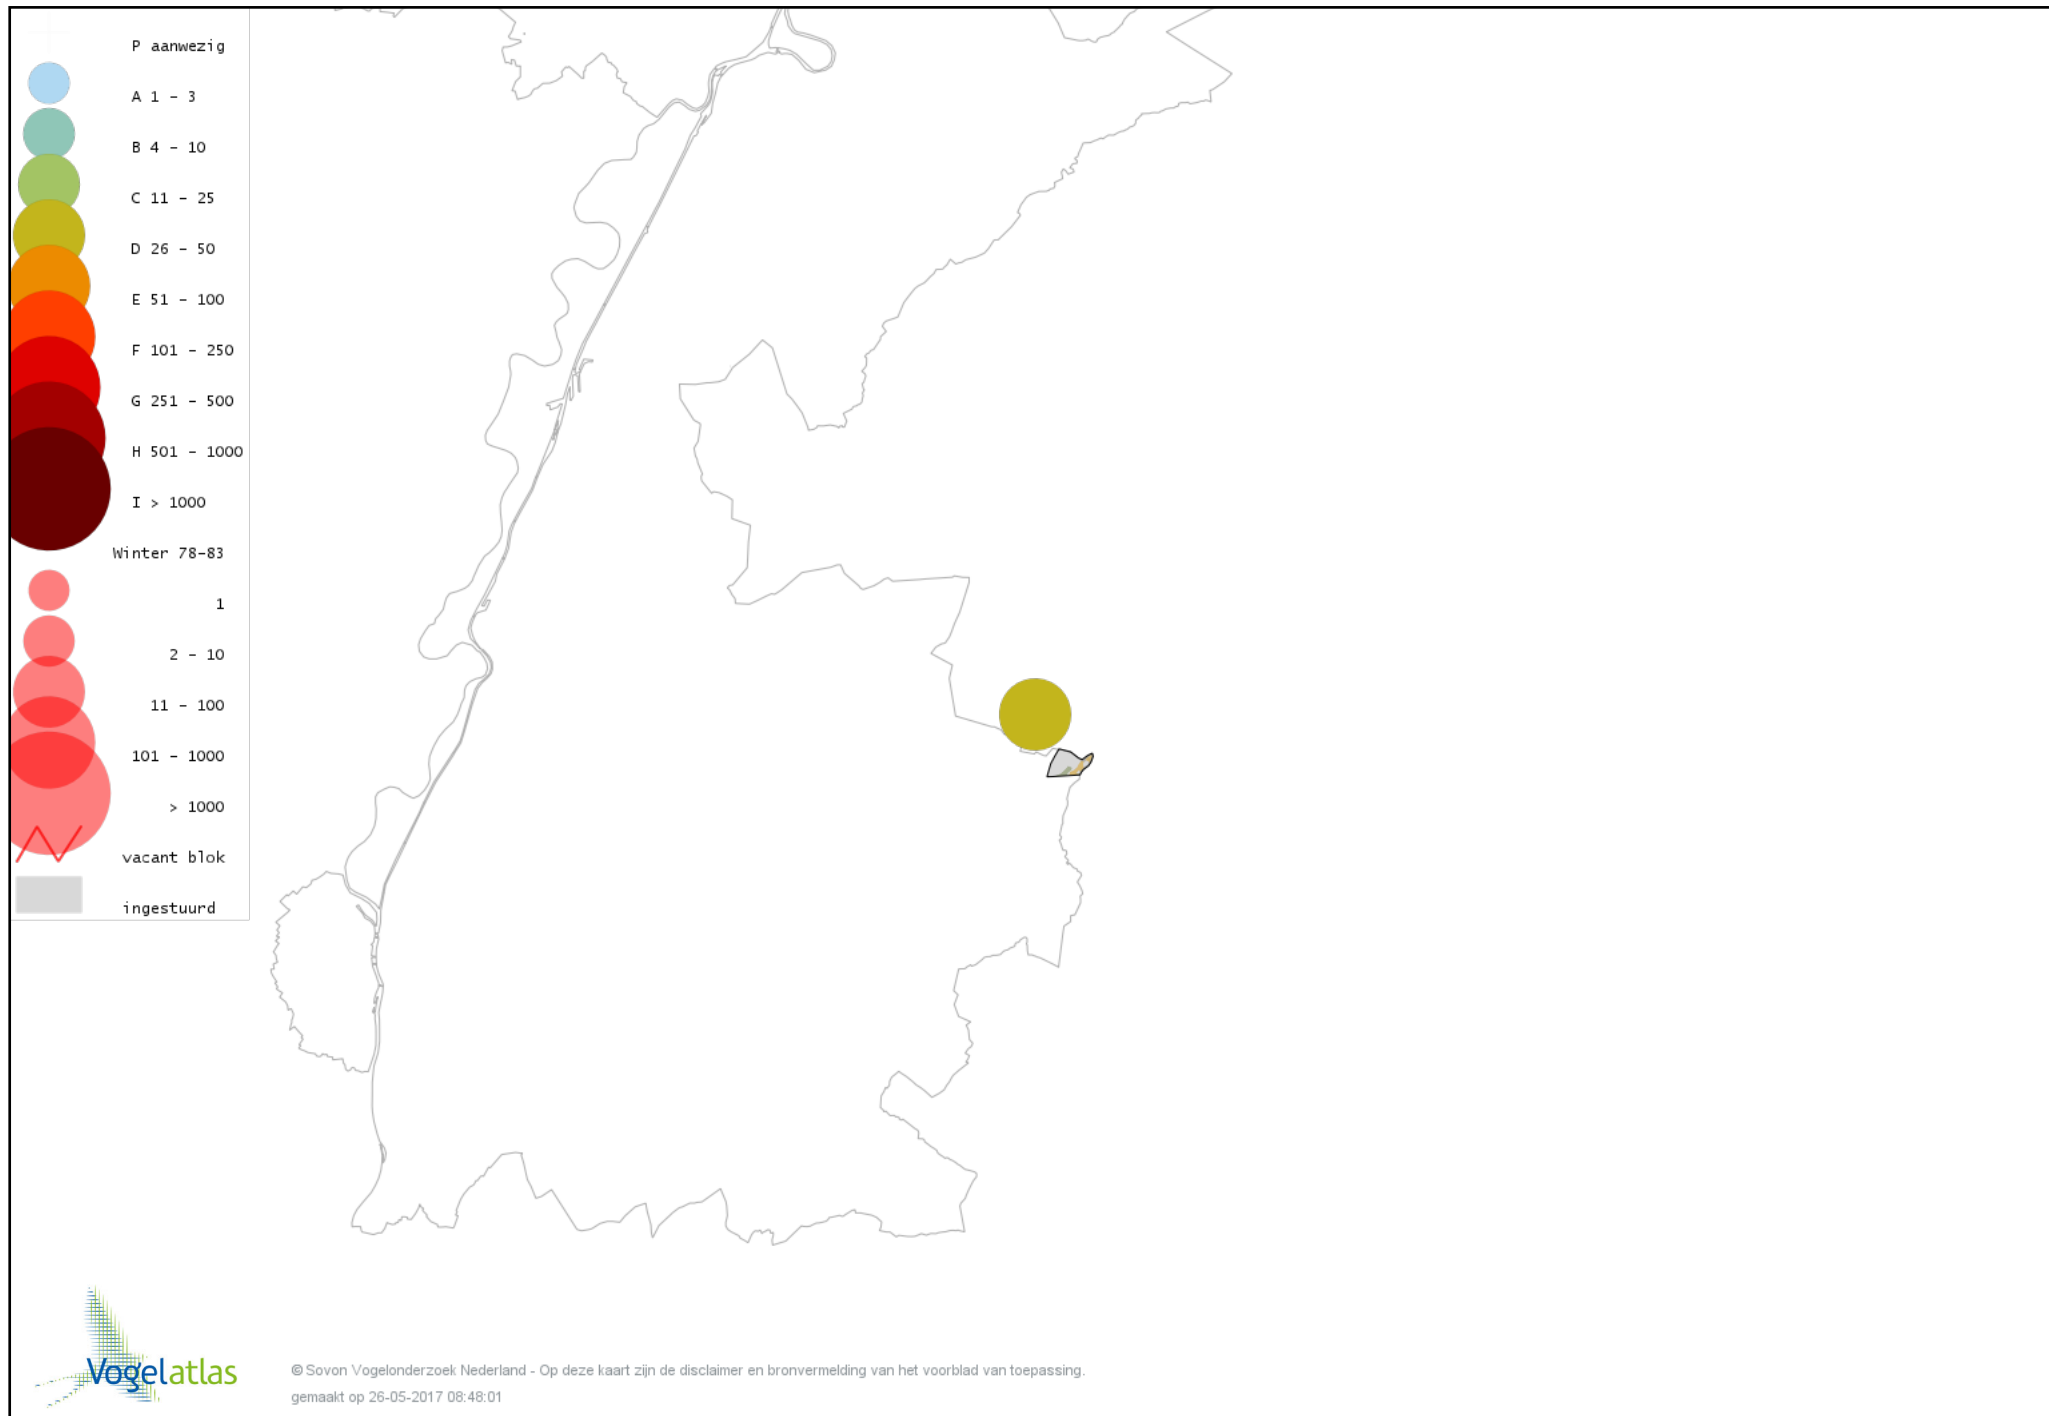 P aanwezig
A 1 - 3
B 4 - 10
C 11 - 25
D 26 - 50
E 51 - 100
F 101 - 250
G 251 - 500
H 501 - 1000
I > 1000
Winter 78-83
1
2 - 10
11 - 100
101 - 1000
> 1000
vacant blok
ingestuurd
Vogelatlas
© Sovon Vogelonderzoek Nederland - Op deze kaart zijn de disclaimer en bronvermelding van het voorblad van toepassing.
gemaakt op 26-05-2017 08:48:01